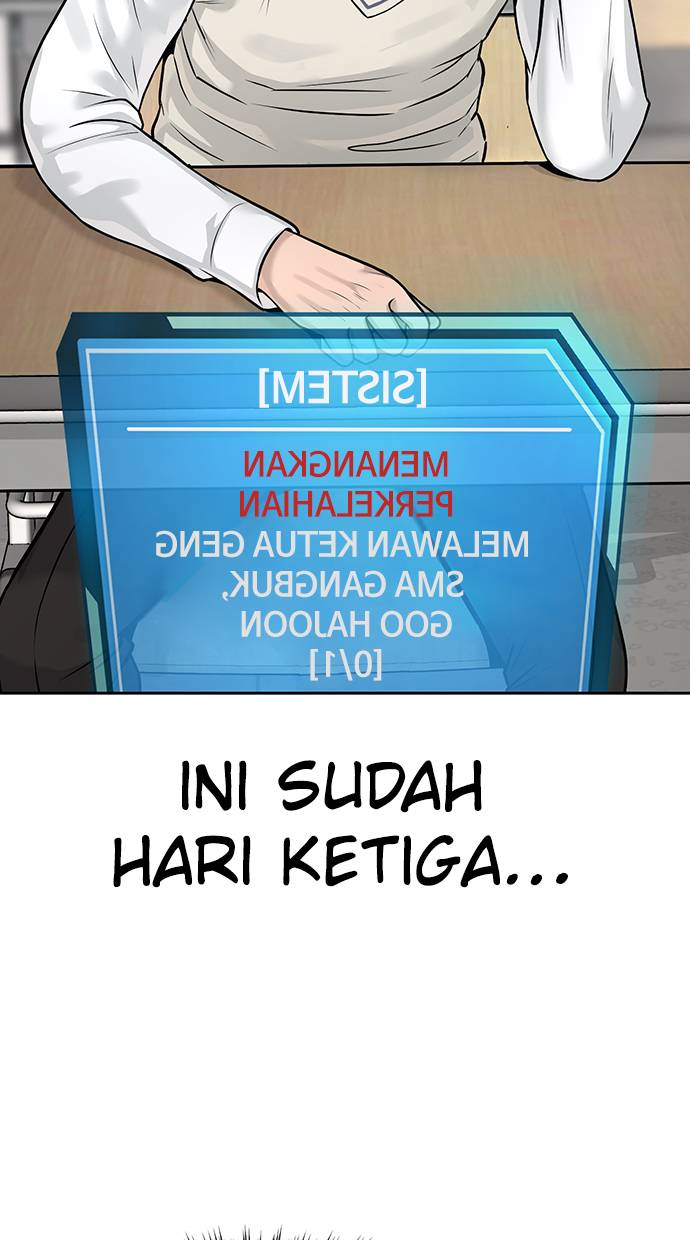 [SISTEM]
MENANGKAN
PERKELAHIAN
MELAWAN KETUA GENG
SMA GANGBUK,
GOO HAJOON
[0/1]
INI SUDAH
HARI KETIGA...